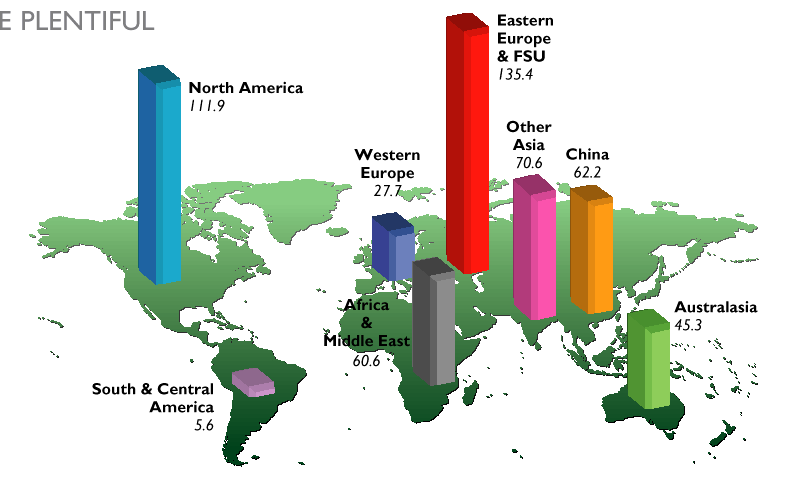 E PLENTIFUL
Eastern
Europe
& FSU
135.4
North America
111.9
Other
Asia
70.6
China
62.2
Western
Europe
27.7
Africa
&
Middle East
60.6
Australasia
45.3
South & Central
America
5.6